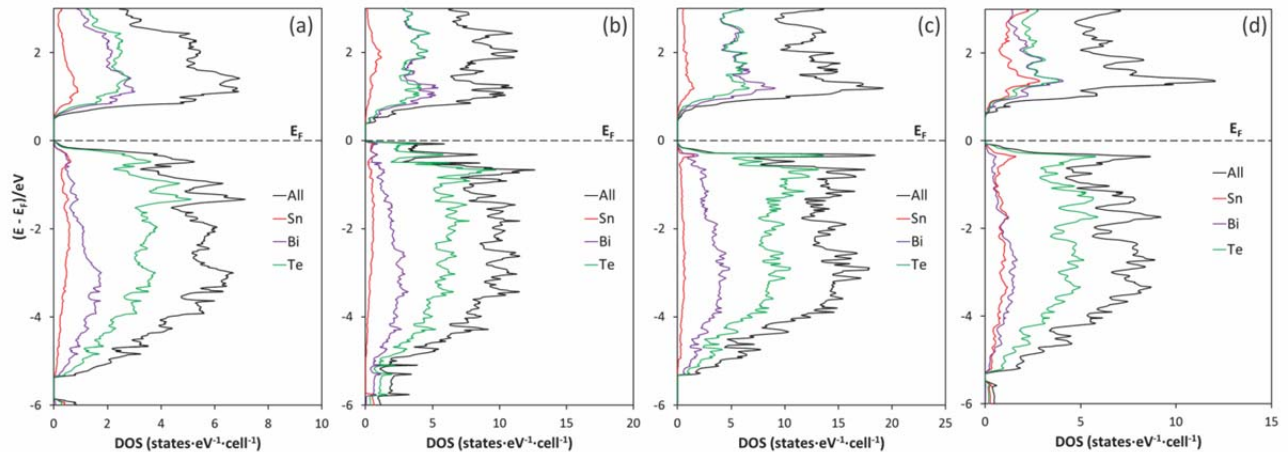 (a)
(b)
(c)
(d)
2
0
-2
-4
-6
(E - E_F)/eV
E_F
All
Sn
Bi
Te
0
2
4
6
8
10
DOS (states·eV⁻¹·cell⁻¹)
2
0
-2
-4
-6
E_F
All
Sn
Bi
Te
0
5
10
15
20
DOS (states·eV⁻¹·cell⁻¹)
2
0
-2
-4
-6
E_F
All
Sn
Bi
Te
0
5
10
15
20
25
DOS (states·eV⁻¹·cell⁻¹)
2
0
-2
-4
-6
E_F
All
Sn
Bi
Te
0
5
10
15
DOS (states·eV⁻¹·cell⁻¹)